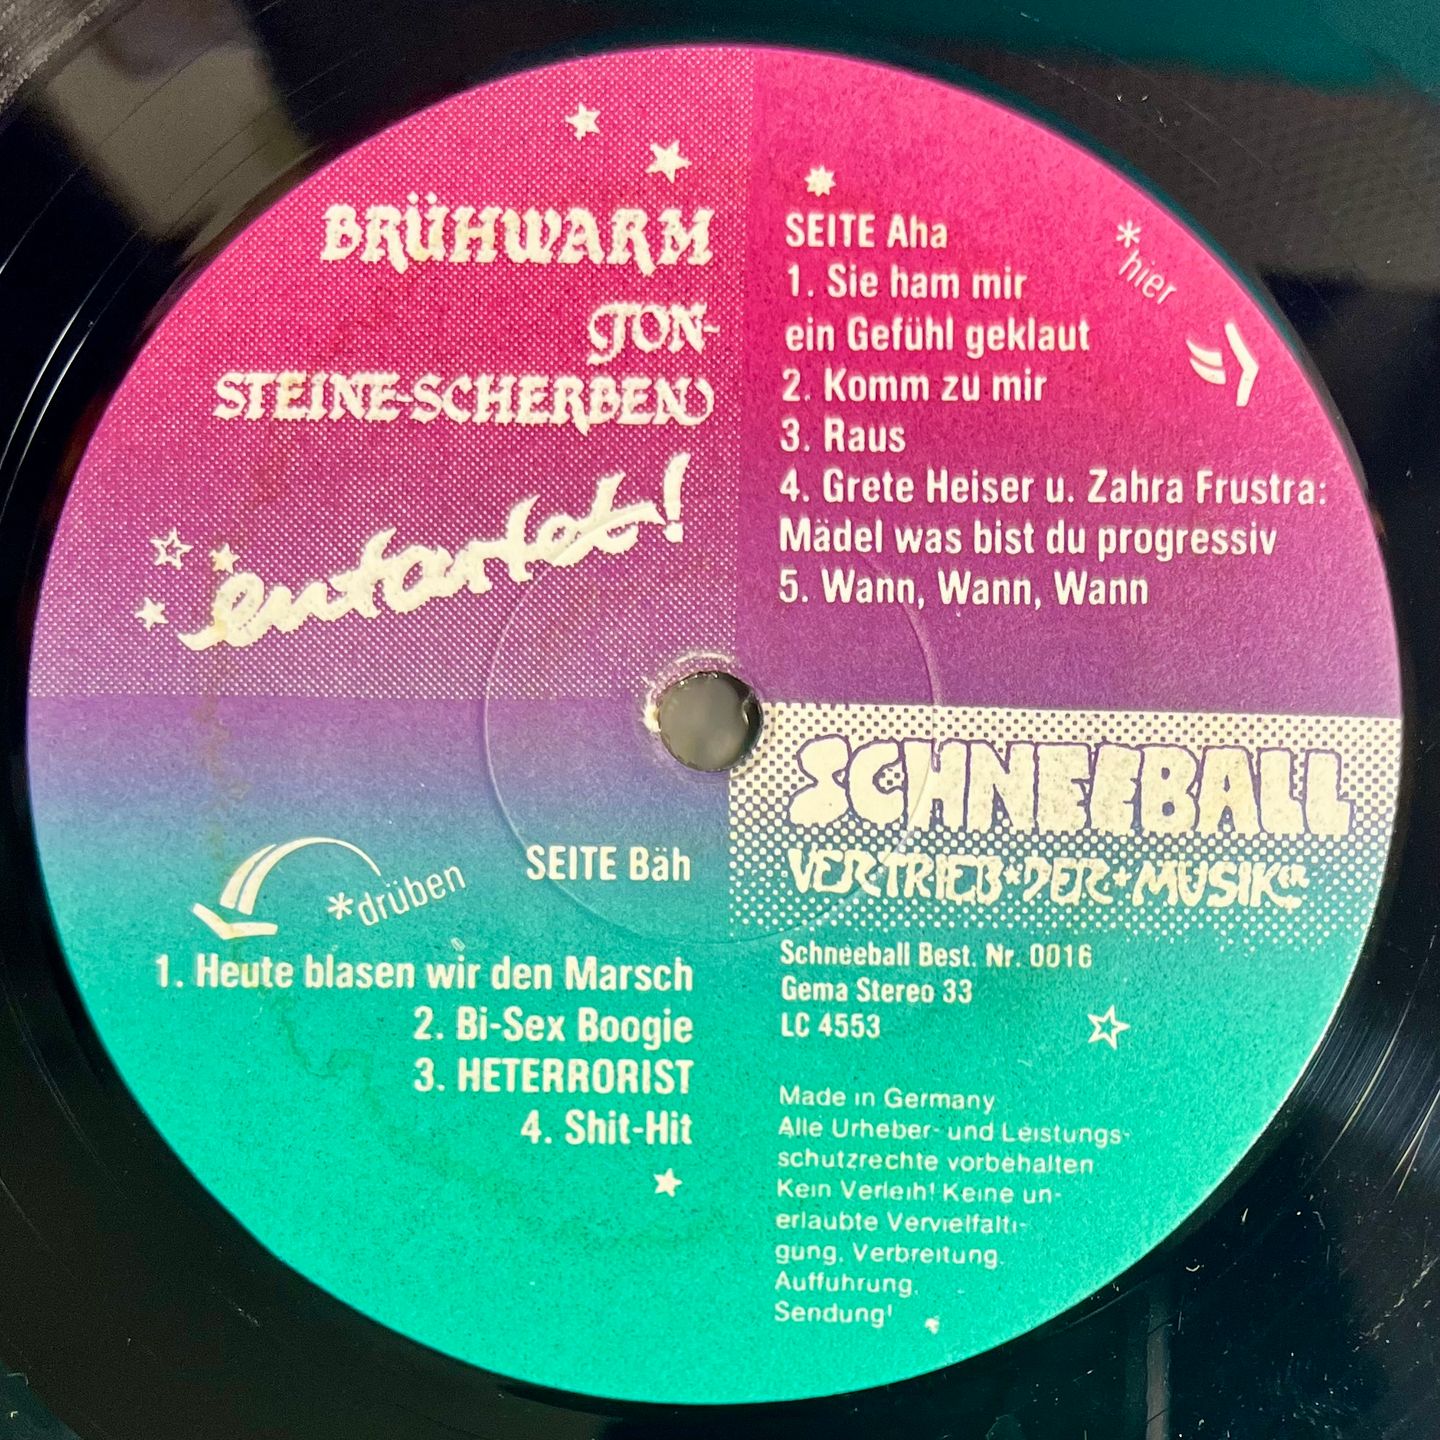 BRÜHWARM
TON-
STEINE-SCHERBEN
entartet!
SEITE Aha
1. Sie ham mir
ein Gefühl geklaut
2. Komm zu mir
3. Raus
4. Grete Heiser u. Zahra Frustra:
Mädel was bist du progressiv
5. Wann, Wann, Wann
*hier
SCHNEEBALL
VERTRIEB*DER*MUSIKER
*drüben
SEITE Bäh
1. Heute blasen wir den Marsch
2. Bi-Sex Boogie
3. HETERRORIST
4. Shit-Hit
Schneeball Best. Nr. 0016
Gema Stereo 33
LC 4553
Made in Germany
Alle Urheber- und Leistungs-
schutzrechte vorbehalten
Kein Verleih! Keine un-
erlaubte Vervielfälti-
gung, Verbreitung,
Aufführung,
Sendung!